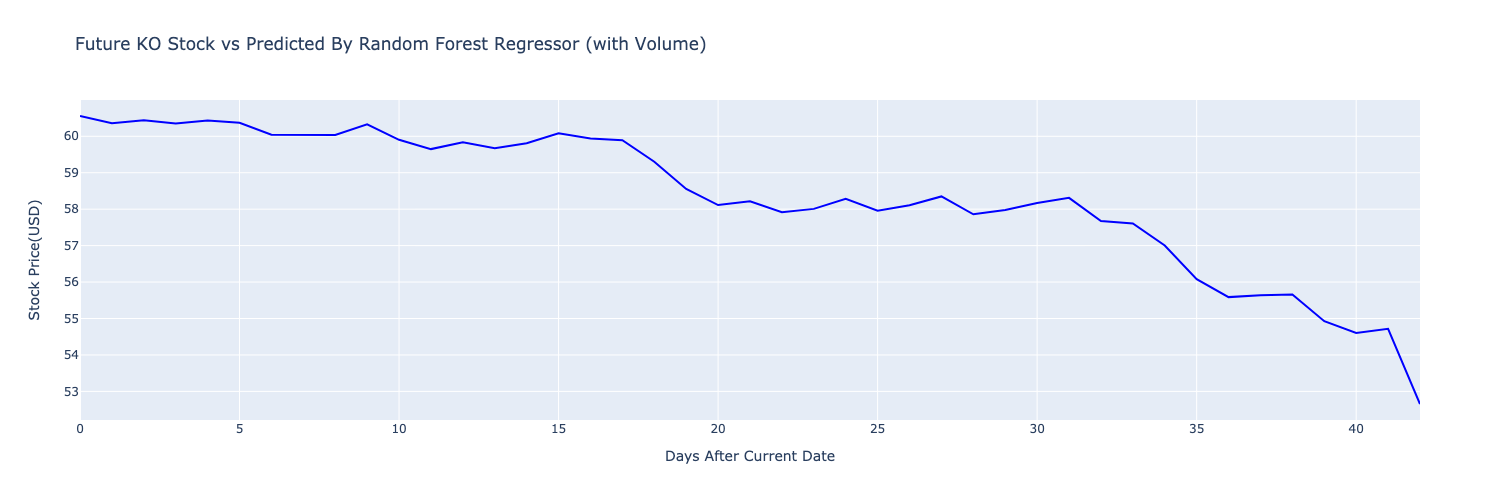 Future KO Stock vs Predicted By Random Forest Regressor (with Volume)
Stock Price(USD)
60
59
58
57
56
55
54
53
0 5 10 15 20 25 30 35 40
Days After Current Date